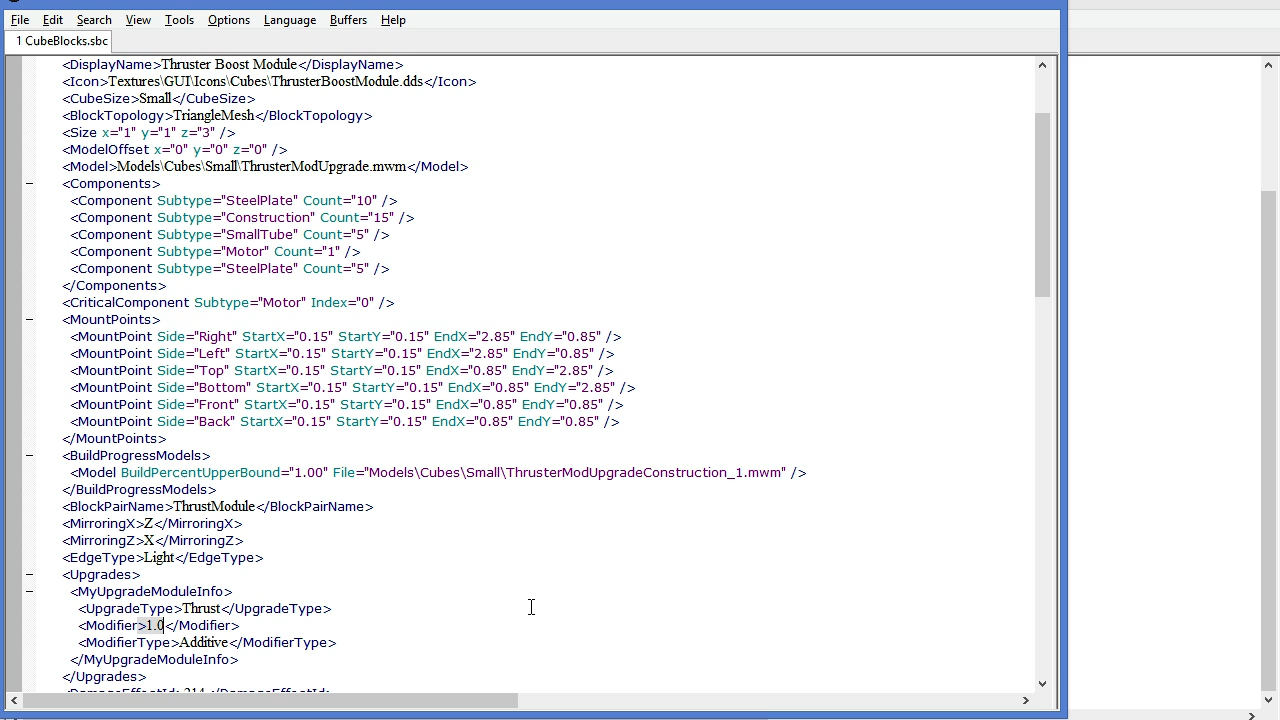 File Edit Search View Tools Options Language Buffers Help
1 CubeBlocks.sbc
<DisplayName>Thruster Boost Module</DisplayName>
<Icon>Textures\GUI\Icons\Cubes\ThrusterBoostModule.dds</Icon>
<CubeSize>Small</CubeSize>
<BlockTopology>TriangleMesh</BlockTopology>
<Size x="1" y="1" z="3" />
<ModelOffset x="0" y="0" z="0" />
<Model>Models\Cubes\Small\ThrusterModUpgrade.mwm</Model>
<Components>
<Component Subtype="SteelPlate" Count="10" />
<Component Subtype="Construction" Count="15" />
<Component Subtype="SmallTube" Count="5" />
<Component Subtype="Motor" Count="1" />
<Component Subtype="SteelPlate" Count="5" />
</Components>
<CriticalComponent Subtype="Motor" Index="0" />
<MountPoints>
<MountPoint Side="Right" StartX="0.15" StartY="0.15" EndX="2.85" EndY="0.85" />
<MountPoint Side="Left" StartX="0.15" StartY="0.15" EndX="2.85" EndY="0.85" />
<MountPoint Side="Top" StartX="0.15" StartY="0.15" EndX="0.85" EndY="2.85" />
<MountPoint Side="Bottom" StartX="0.15" StartY="0.15" EndX="0.85" EndY="2.85" />
<MountPoint Side="Front" StartX="0.15" StartY="0.15" EndX="0.85" EndY="0.85" />
<MountPoint Side="Back" StartX="0.15" StartY="0.15" EndX="0.85" EndY="0.85" />
</MountPoints>
<BuildProgressModels>
<Model BuildPercentUpperBound="1.00" File="Models\Cubes\Small\ThrusterModUpgradeConstruction_1.mwm" />
</BuildProgressModels>
<BlockPairName>ThrustModule</BlockPairName>
<MirroringX>Z</MirroringX>
<MirroringZ>X</MirroringZ>
<EdgeType>Light</EdgeType>
<Upgrades>
<MyUpgradeModuleInfo>
<UpgradeType>Thrust</UpgradeType>
<Modifier>1.0</Modifier>
<ModifierType>Additive</ModifierType>
</MyUpgradeModuleInfo>
</Upgrades>
<DamageEffectId>214</DamageEffectId>